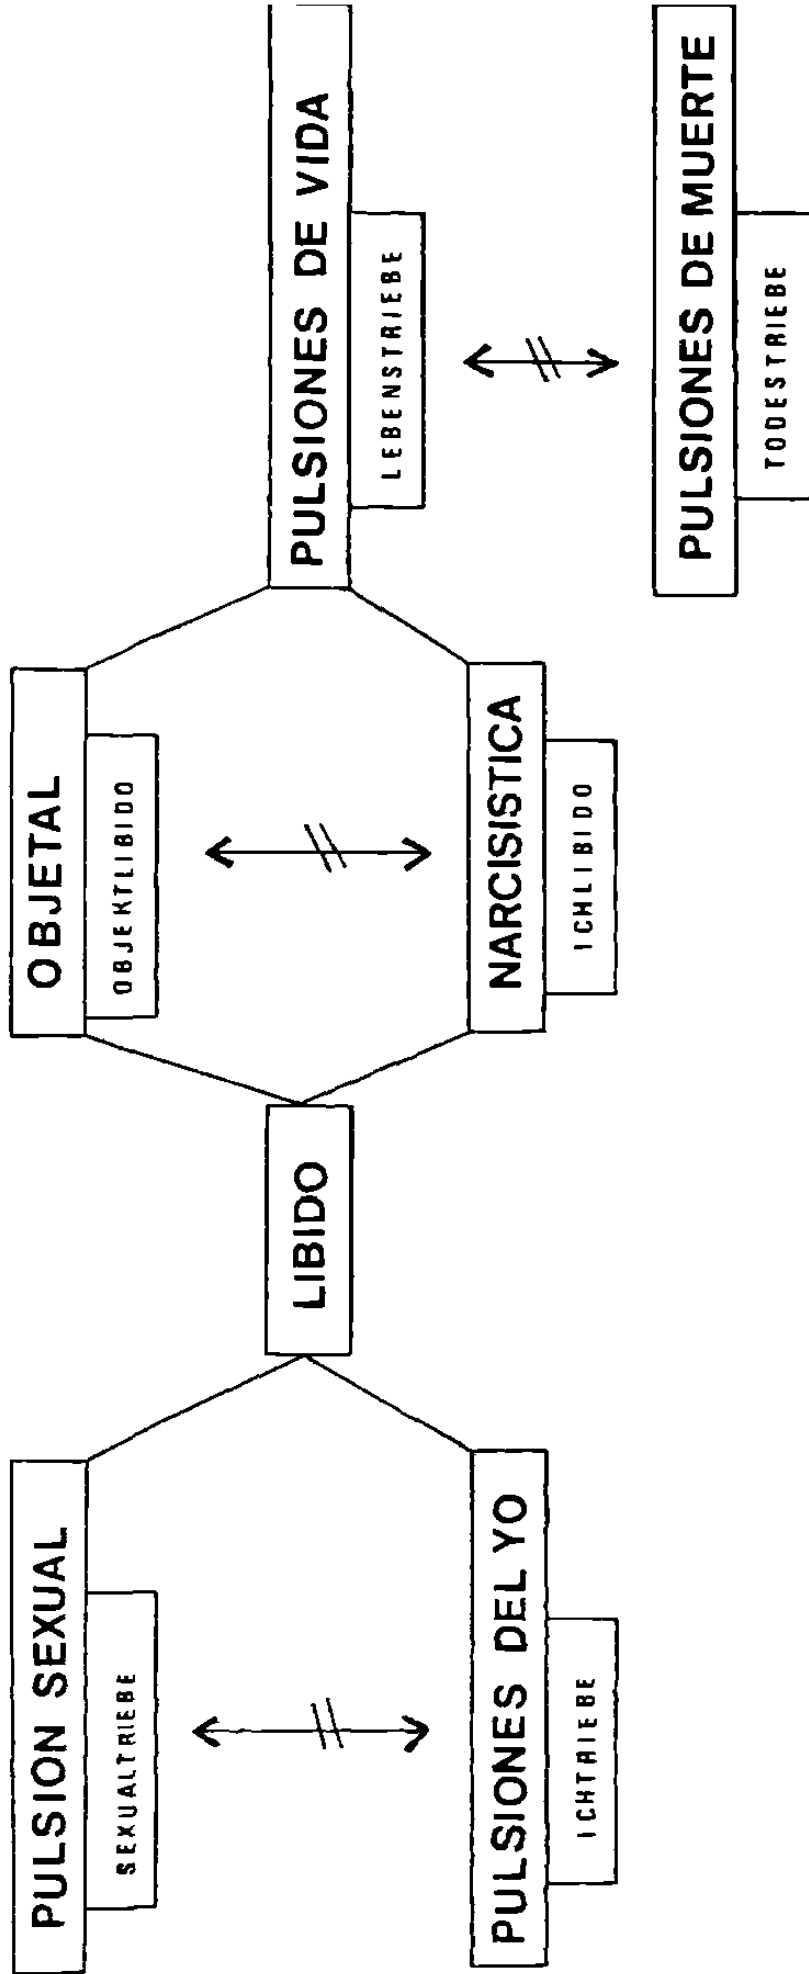 PULSION SEXUAL
SEXUALTRIEBE
PULSIONES DEL YO
ICHTRIEBE
LIBIDO
OBJETAL
OBJEKTLIBIDO
NARCISISTICA
ICHLIBIDO
PULSIONES DE VIDA
LEBENSTRIEBE
PULSIONES DE MUERTE
TODESTRIEBE